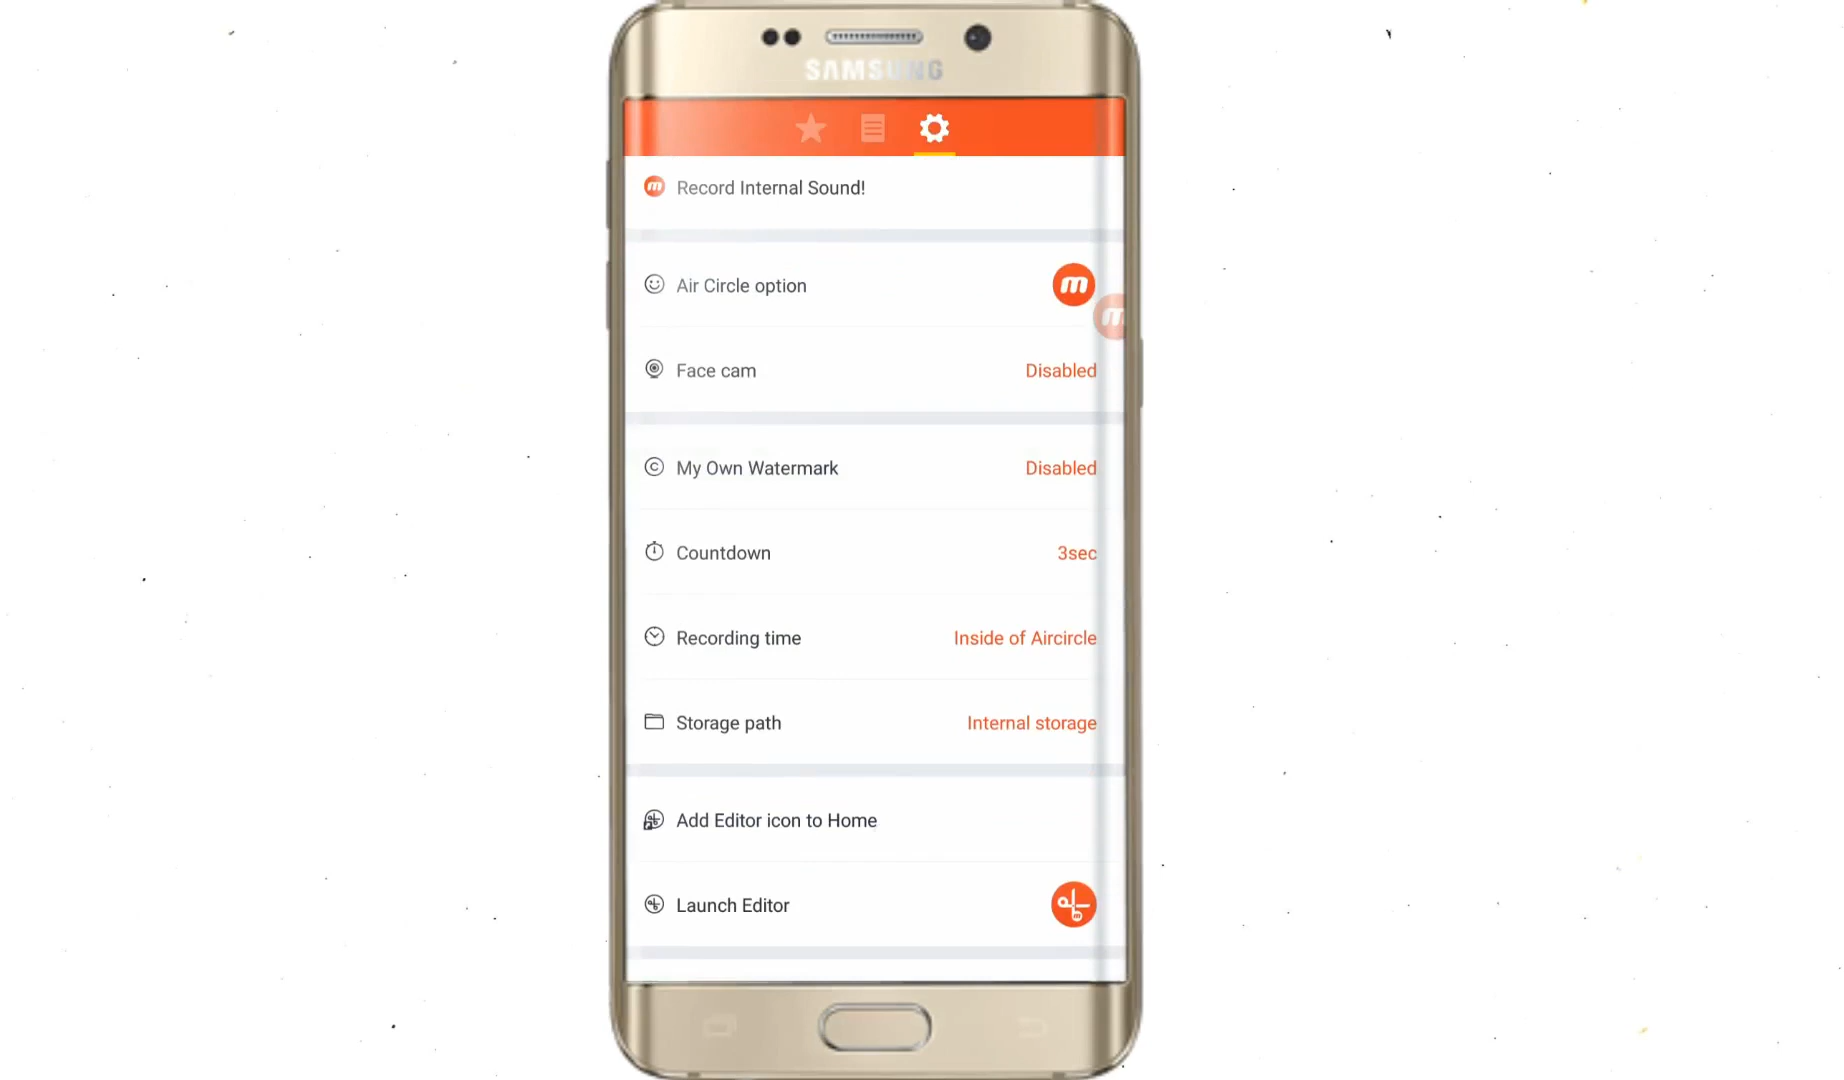 SAMSUNG
Record Internal Sound!
Air Circle option
Face cam Disabled
My Own Watermark Disabled
Countdown 3sec
Recording time Inside of Aircircle
Storage path Internal storage
Add Editor icon to Home
Launch Editor